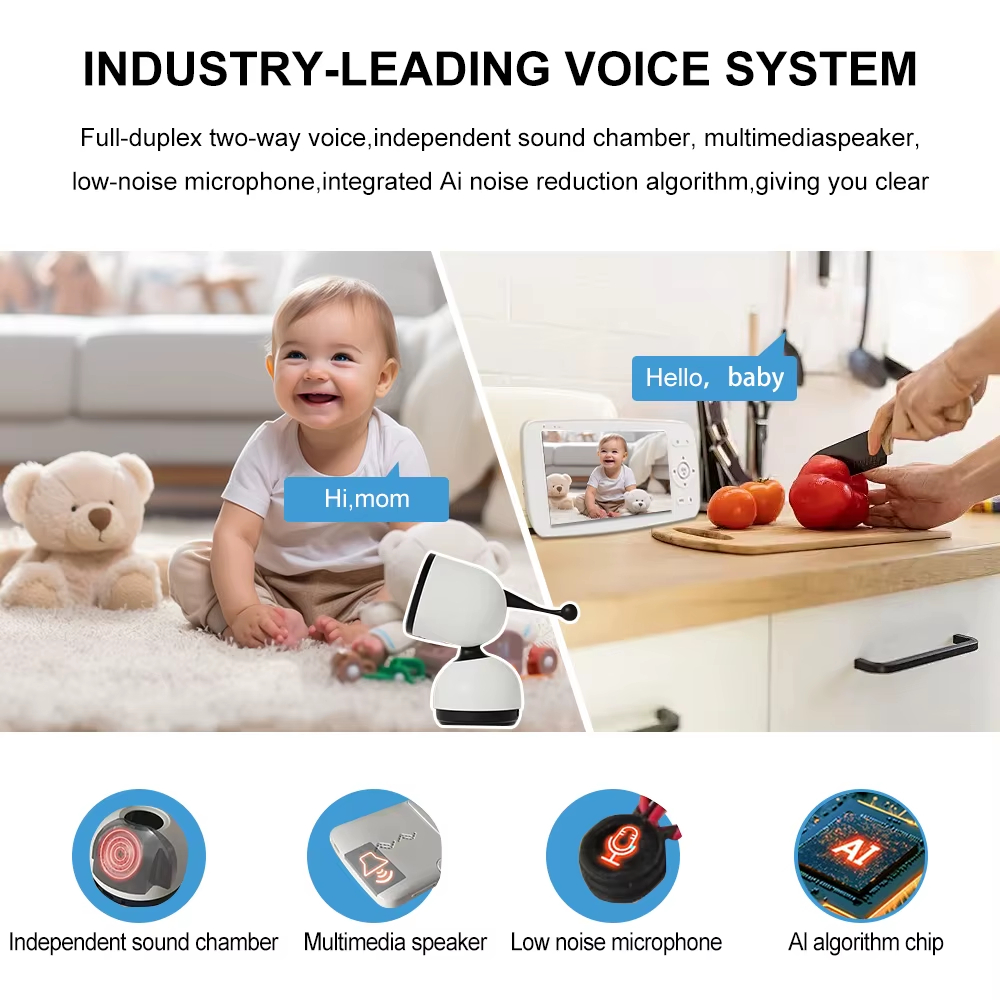 INDUSTRY-LEADING VOICE SYSTEM
Full-duplex two-way voice,independent sound chamber, multimediaspeaker,
low-noise microphone,integrated Ai noise reduction algorithm,giving you clear
Hello, baby
Hi,mom
AI
Independent sound chamber
Multimedia speaker
Low noise microphone
AI algorithm chip